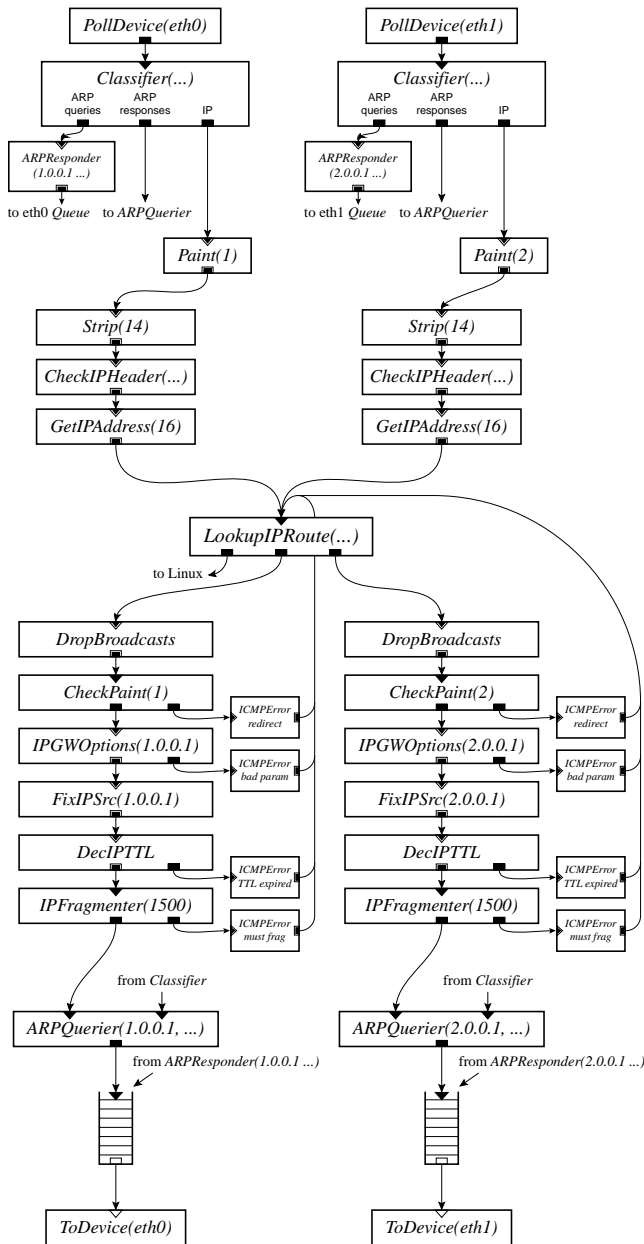 PollDevice(eth0)
PollDevice(eth1)
Classifier(...)
Classifier(...)
ARP queries
ARP responses
IP
ARP queries
ARP responses
IP
ARPResponder
(1.0.0.1 ...)
ARPResponder
(2.0.0.1 ...)
to eth0 Queue
to ARPQuerier
to eth1 Queue
to ARPQuerier
Paint(1)
Paint(2)
Strip(14)
Strip(14)
CheckIPHeader(...)
CheckIPHeader(...)
GetIPAddress(16)
GetIPAddress(16)
LookupIPRoute(...)
to Linux
DropBroadcasts
DropBroadcasts
CheckPaint(1)
ICMPError
redirect
CheckPaint(2)
ICMPError
redirect
IPGWOptions(1.0.0.1)
ICMPError
bad param
IPGWOptions(2.0.0.1)
ICMPError
bad param
FixIPSrc(1.0.0.1)
FixIPSrc(2.0.0.1)
DecIPTTL
ICMPError
TTL expired
DecIPTTL
ICMPError
TTL expired
IPFragmenter(1500)
ICMPError
must frag
IPFragmenter(1500)
ICMPError
must frag
from Classifier
from Classifier
ARPQuerier(1.0.0.1, ...)
ARPQuerier(2.0.0.1, ...)
from ARPResponder(1.0.0.1 ...)
from ARPResponder(2.0.0.1 ...)
ToDevice(eth0)
ToDevice(eth1)